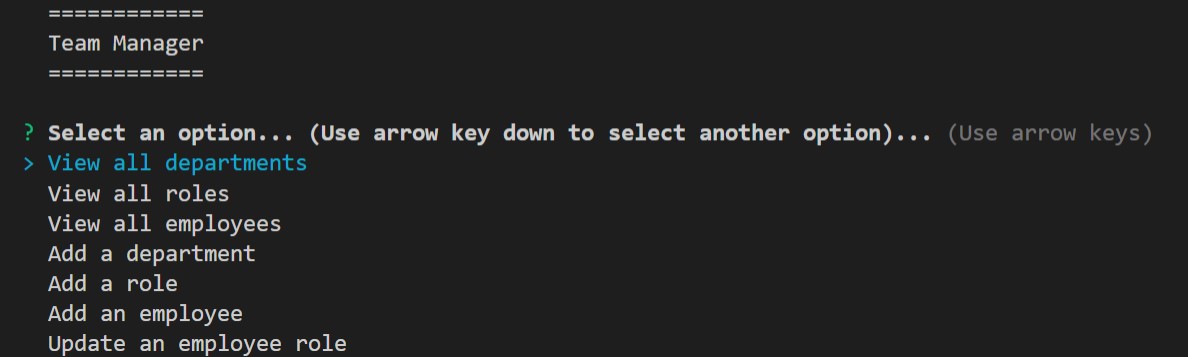 ============
Team Manager
============
? Select an option... (Use arrow key down to select another option)... (Use arrow keys)
> View all departments
View all roles
View all employees
Add a department
Add a role
Add an employee
Update an employee role